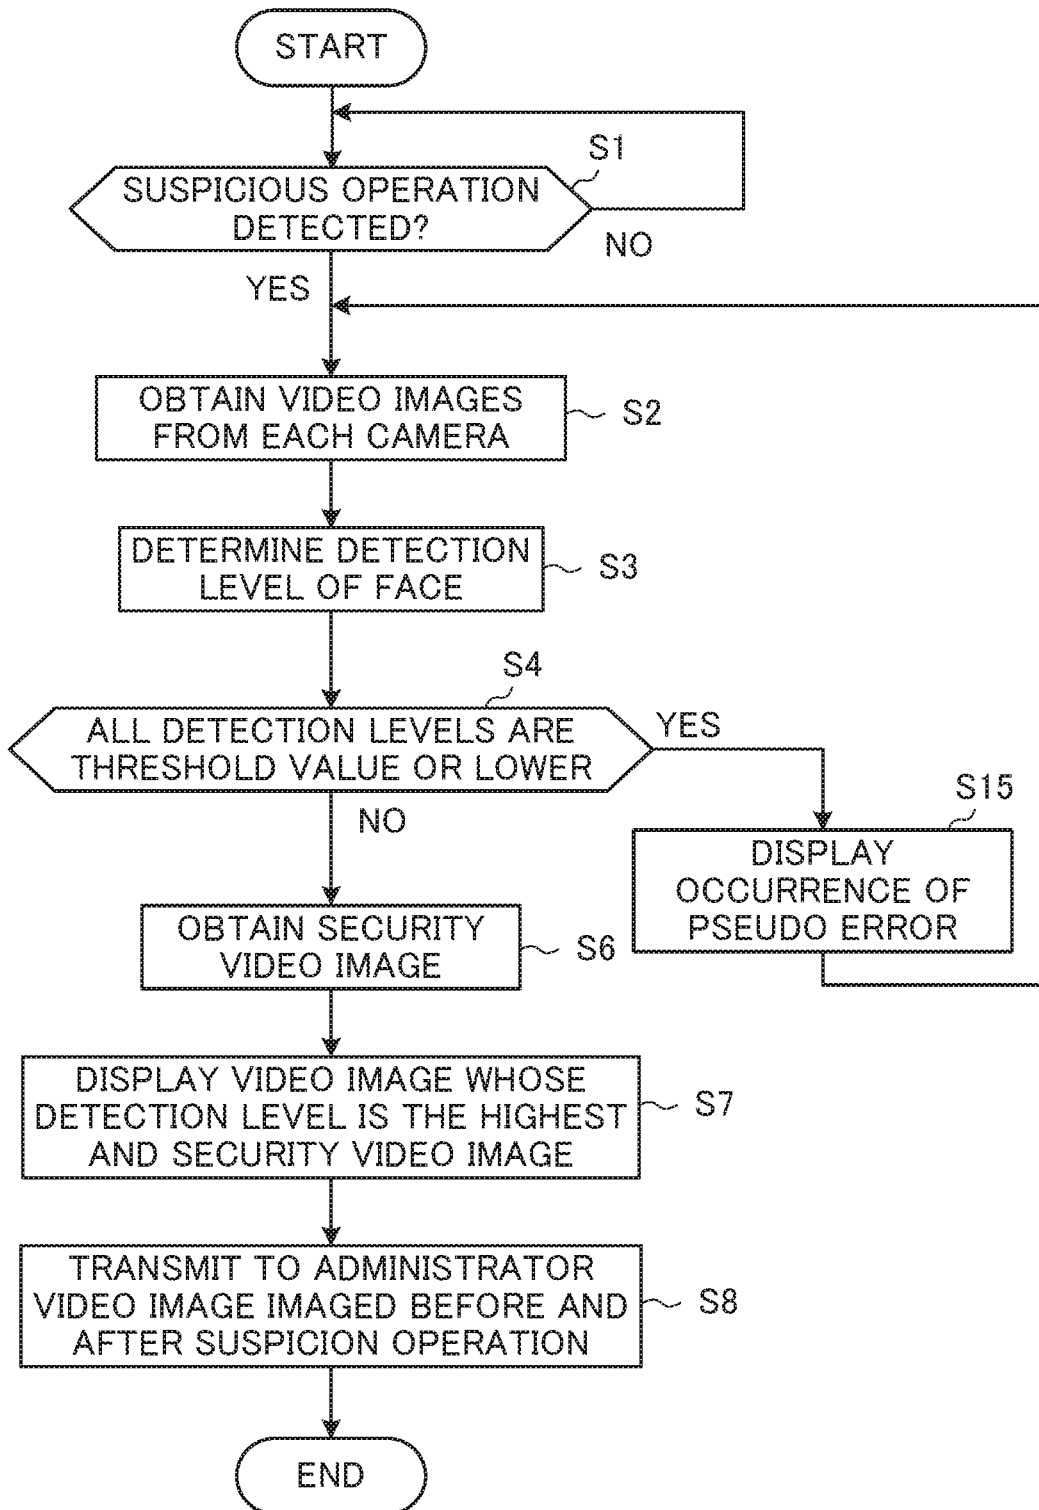 START
S1
SUSPICIOUS OPERATION
DETECTED?
NO
YES
OBTAIN VIDEO IMAGES
FROM EACH CAMERA
S2
DETERMINE DETECTION
LEVEL OF FACE
S3
S4
ALL DETECTION LEVELS ARE
THRESHOLD VALUE OR LOWER
YES
NO
S15
DISPLAY
OCCURRENCE OF
PSEUDO ERROR
OBTAIN SECURITY
VIDEO IMAGE
S6
DISPLAY VIDEO IMAGE WHOSE
DETECTION LEVEL IS THE HIGHEST
AND SECURITY VIDEO IMAGE
S7
TRANSMIT TO ADMINISTRATOR
VIDEO IMAGE IMAGED BEFORE AND
AFTER SUSPICION OPERATION
S8
END